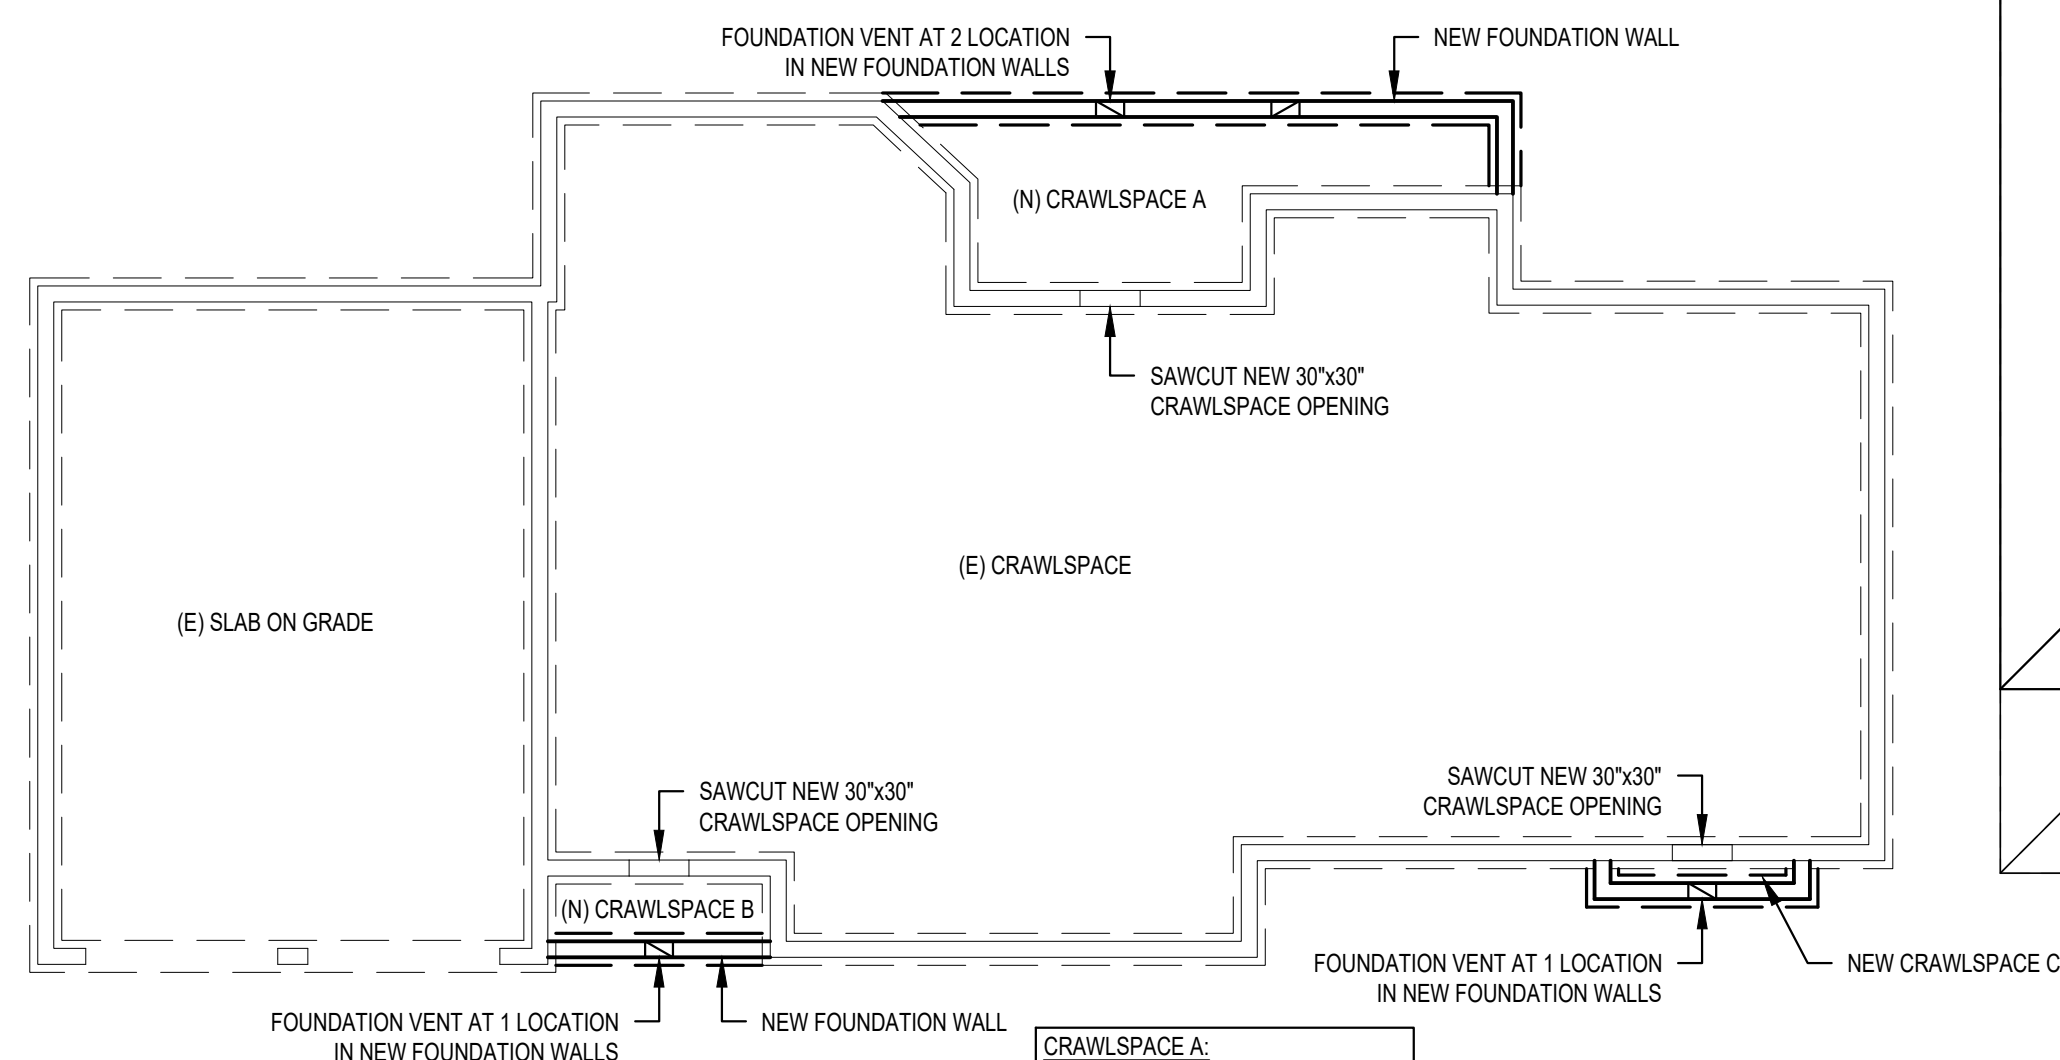 FOUNDATION VENT AT 2 LOCATION
IN NEW FOUNDATION WALLS
NEW FOUNDATION WALL
(N) CRAWLSPACE A
SAWCUT NEW 30"x30"
CRAWLSPACE OPENING
(E) CRAWLSPACE
(E) SLAB ON GRADE
SAWCUT NEW 30"x30"
CRAWLSPACE OPENING
SAWCUT NEW 30"x30"
CRAWLSPACE OPENING
(N) CRAWLSPACE B
FOUNDATION VENT AT 1 LOCATION
IN NEW FOUNDATION WALLS
NEW CRAWLSPACE C
FOUNDATION VENT AT 1 LOCATION
IN NEW FOUNDATION WALLS
NEW FOUNDATION WALL
CRAWLSPACE A: